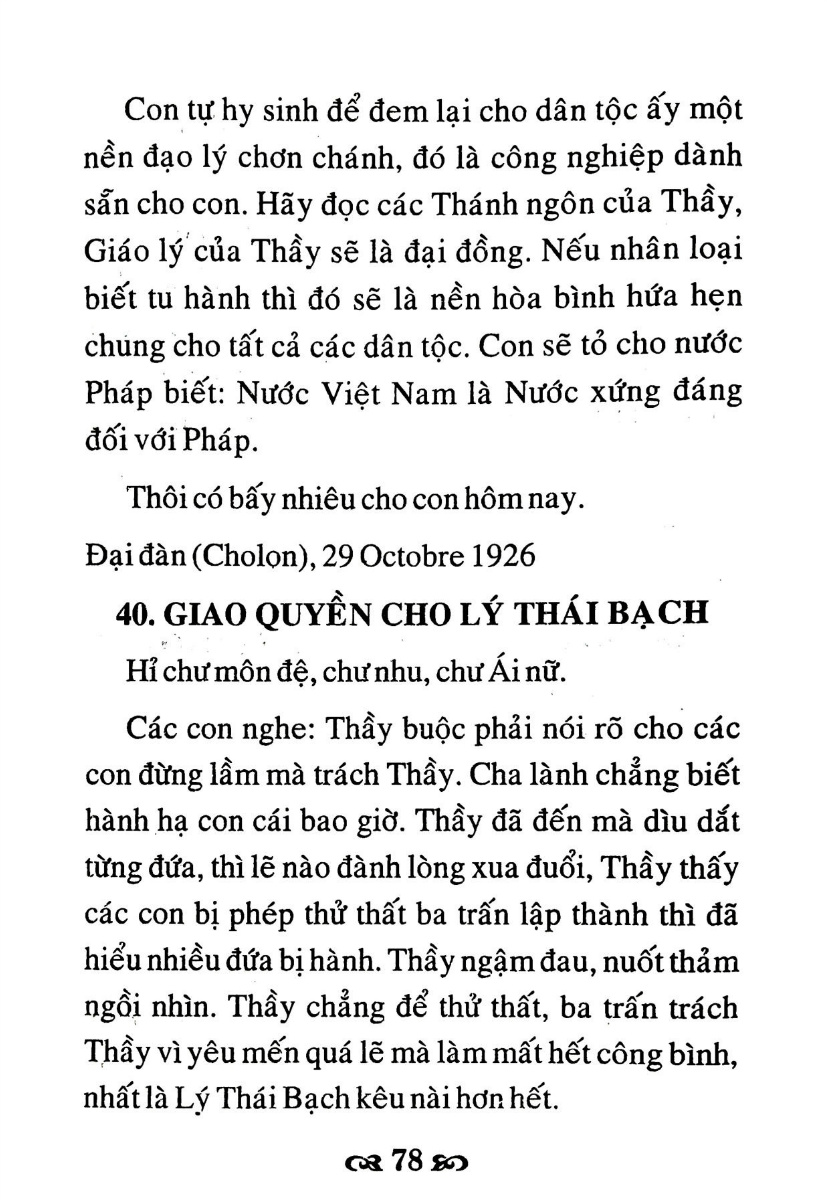 Con tự hy sinh để đem lại cho dân tộc ấy một
nền đạo lý chơn chánh, đó là công nghiệp dành
sẵn cho con. Hãy đọc các Thánh ngôn của Thầy,
Giáo lý của Thầy sẽ là đại đồng. Nếu nhân loại
biết tu hành thì đó sẽ là nền hòa bình hứa hẹn
chung cho tất cả các dân tộc. Con sẽ tỏ cho nước
Pháp biết: Nước Việt Nam là Nước xứng đáng
đối với Pháp.
Thôi có bấy nhiêu cho con hôm nay.
Đại đàn (Cholon), 29 Octobre 1926
40. GIAO QUYỀN CHO LÝ THÁI BẠCH
Hỉ chư môn đệ, chư nhu, chư Ái nữ.
Các con nghe: Thầy buộc phải nói rõ cho các
con đừng lầm mà trách Thầy. Cha lành chẳng biết
hành hạ con cái bao giờ. Thầy đã đến mà dìu dắt
từng đứa, thì lẽ nào đành lòng xua đuổi, Thầy thấy
các con bị phép thử thất ba trấn lập thành thì đã
hiểu nhiều đứa bị hành. Thầy ngậm đau, nuốt thảm
ngồi nhìn. Thầy chẳng để thử thất, ba trấn trách
Thầy vì yêu mến quá lẽ mà làm mất hết công bình,
nhất là Lý Thái Bạch kêu nài hơn hết.
78